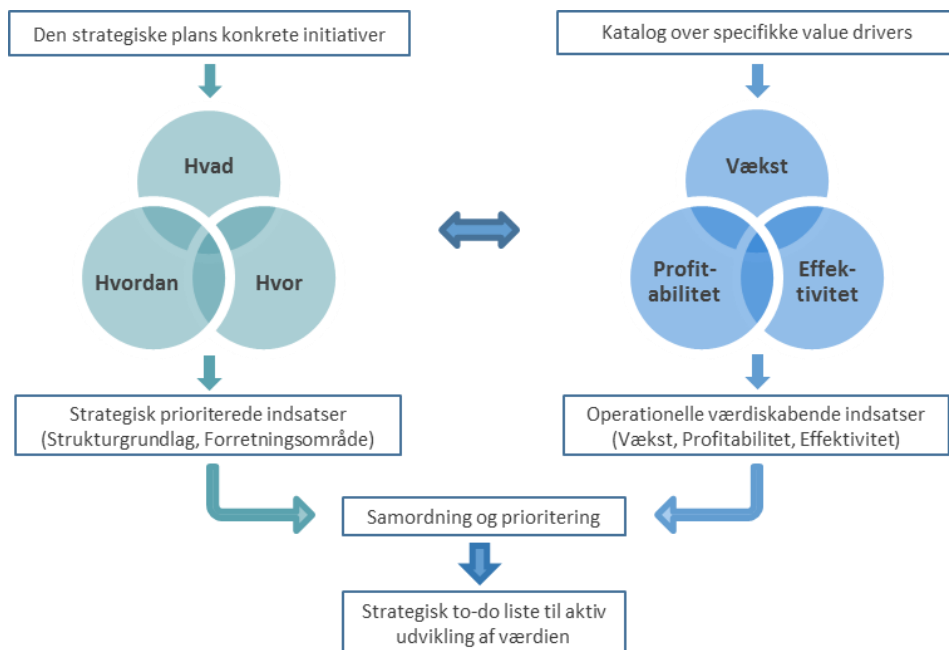 Den strategiske plans konkrete initiativer
Katalog over specifikke value drivers
Hvad
Hvordan
Hvor
Vækst
Profit-
abilitet
Effek-
tivitet
Strategisk prioriterede indsatser
(Strukturgrundlag, Forretningsområde)
Operationelle værdiskabende indsatser
(Vækst, Profitabilitet, Effektivitet)
Samordning og prioritering
Strategisk to-do liste til aktiv
udvikling af værdien